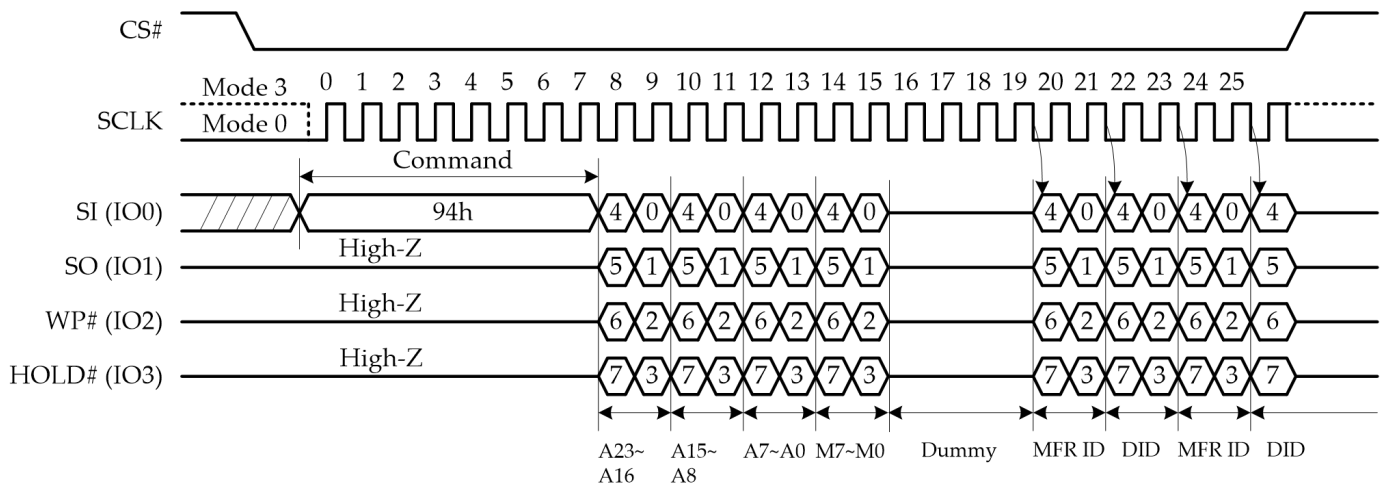 CS#
0 1 2 3 4 5 6 7 8 9 10 11 12 13 14 15 16 17 18 19 20 21 22 23 24 25
Mode 3
SCLK
Mode 0
Command
SI (IO0) 94h 4 0 4 0 4 0 4 0 4 0 4 0 4 0 4
High-Z
SO (IO1) 5 1 5 1 5 1 5 1 5 1 5 1 5 1 5
High-Z
WP# (IO2) 6 2 6 2 6 2 6 2 6 2 6 2 6 2 6
High-Z
HOLD# (IO3) 7 3 7 3 7 3 7 3 7 3 7 3 7 3 7
A23~ A15~ A7~A0 M7~M0 Dummy MFR ID DID MFR ID DID
A16 A8